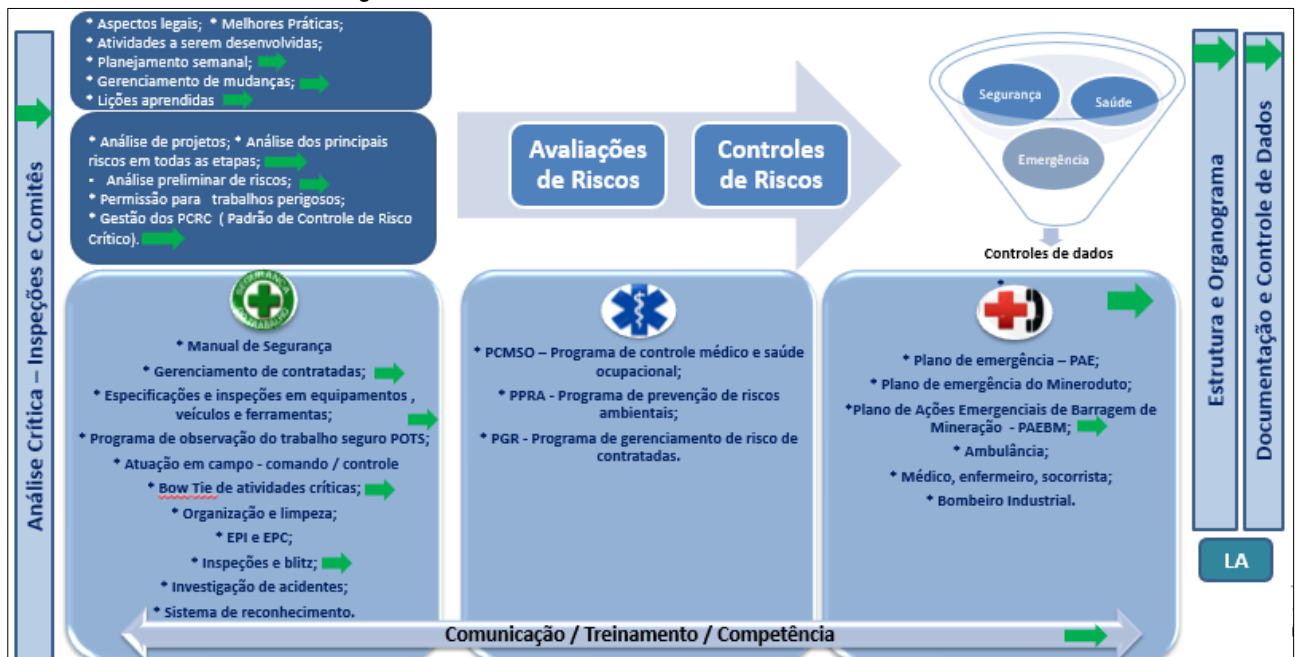 Análise Crítica – Inspeções e Comitês
* Aspectos legais; * Melhores Práticas;
* Atividades a serem desenvolvidas;
* Planejamento semanal;
* Gerenciamento de mudanças;
* Lições aprendidas
* Análise de projetos; * Análise dos principais
riscos em todas as etapas;
- Análise preliminar de riscos;
* Permissão para trabalhos perigosos;
* Gestão dos PCRC ( Padrão de Controle de Risco
Crítico).
Avaliações
de Riscos
Controles
de Riscos
Segurança
Saúde
Emergência
Controles de dados
SEGURANÇA
DO TRABALHO
* Manual de Segurança
* Gerenciamento de contratadas;
* Especificações e inspeções em equipamentos ,
veículos e ferramentas;
* Programa de observação do trabalho seguro POTS;
* Atuação em campo - comando / controle
* Bow Tie de atividades críticas;
* Organização e limpeza;
* EPI e EPC;
* Inspeções e blitz;
* Investigação de acidentes;
* Sistema de reconhecimento.
* PCMSO – Programa de controle médico e saúde
ocupacional;
* PPRA - Programa de prevenção de riscos
ambientais;
* PGR - Programa de gerenciamento de risco de
contratadas.
* Plano de emergência – PAE;
* Plano de emergência do Mineroduto;
*Plano de Ações Emergenciais de Barragem de
Mineração - PAEBM;
* Ambulância;
* Médico, enfermeiro, socorrista;
* Bombeiro Industrial.
Estrutura e Organograma
Documentação e Controle de Dados
LA
Comunicação / Treinamento / Competência